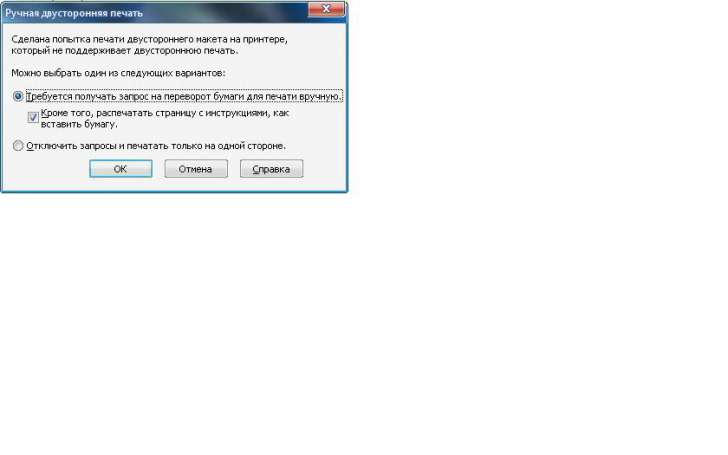 Ручная двусторонняя печать
Сделана попытка печати двустороннего макета на принтере,
который не поддерживает двустороннюю печать.
Можно выбрать один из следующих вариантов:
Требуется получать запрос на переворот бумаги для печати вручную.
Кроме того, распечатать страницу с инструкциями, как
вставить бумагу.
Отключить запросы и печатать только на одной стороне.
ОК Отмена Справка